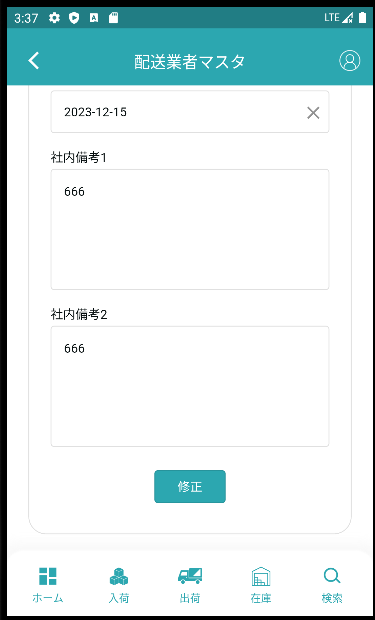 3:37
LTE
配送業者マスタ
2023-12-15
社内備考1
666
社内備考2
666
修正
ホーム 入荷 出荷 在庫 検索